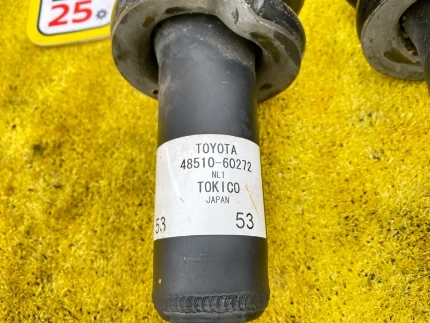 25
TOYOTA
48510-60272
NL1
TOKICO
JAPAN
53
53